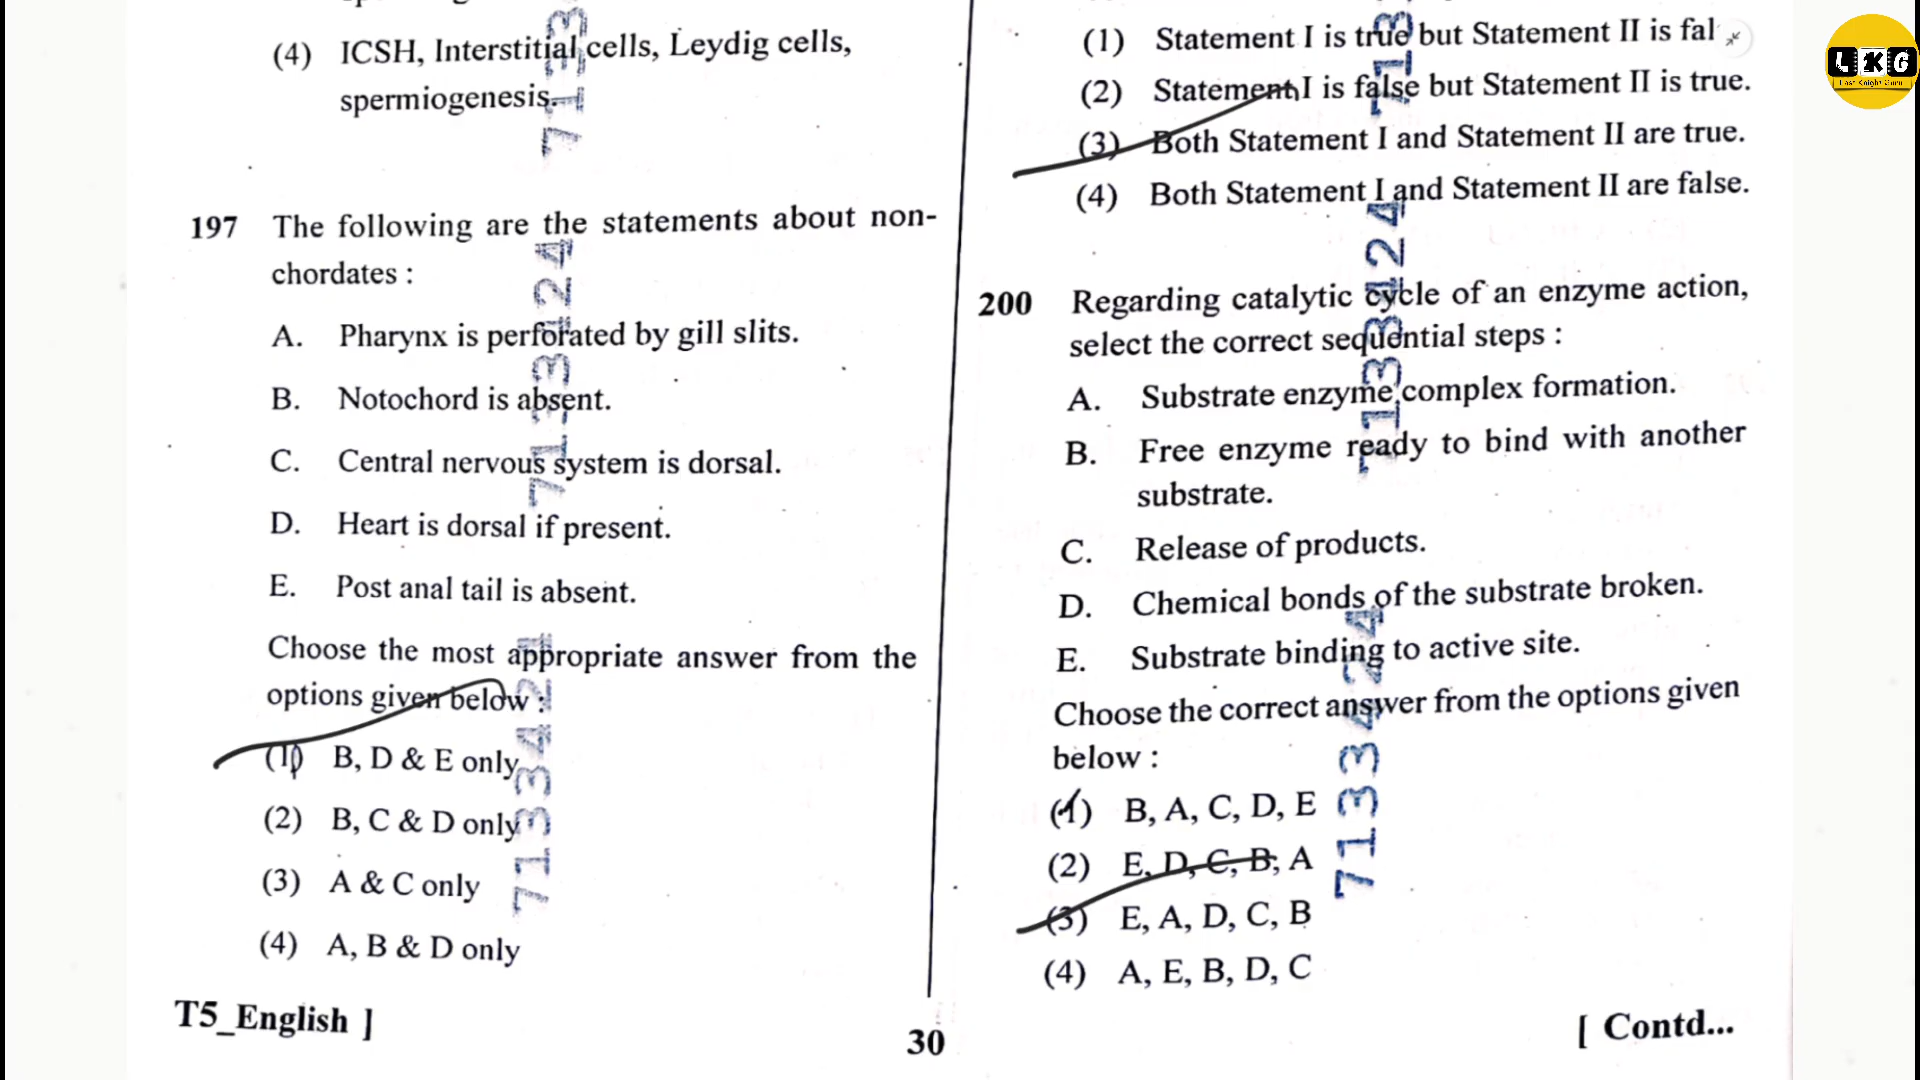 (4) ICSH, Interstitial cells, Leydig cells,
spermiogenesis.
197 The following are the statements about non-
chordates :
A. Pharynx is perforated by gill slits.
B. Notochord is absent.
C. Central nervous system is dorsal.
D. Heart is dorsal if present.
E. Post anal tail is absent.
Choose the most appropriate answer from the
options given below :
(1) B, D & E only
(2) B, C & D only
(3) A & C only
(4) A, B & D only
T5_English ]
30
(1) Statement I is true but Statement II is
(2) Statement I is false but Statement II is true.
(3) Both Statement I and Statement II are true.
(4) Both Statement I and Statement II are false.
200 Regarding catalytic cycle of an enzyme action,
select the correct sequential steps :
A. Substrate enzyme complex formation.
B. Free enzyme ready to bind with another
substrate.
C. Release of products.
D. Chemical bonds of the substrate broken.
E. Substrate binding to active site.
Choose the correct answer from the options given
below :
(1) B, A, C, D, E
(2) E, D, C, B, A
(3) E, A, D, C, B
(4) A, E, B, D, C
[ Contd...
7133424
7133424
LKG